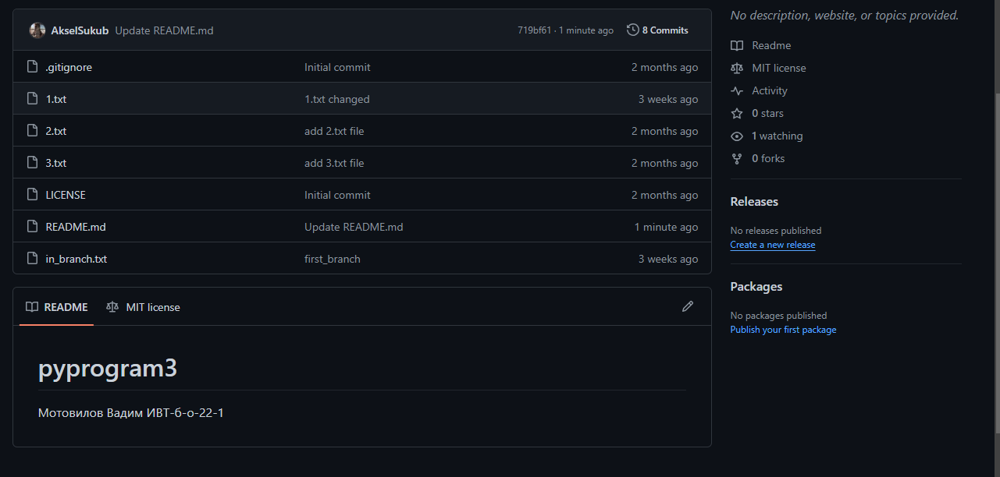 AkselSukub Update README.md 719bf61 · 1 minute ago 8 Commits
.gitignore Initial commit 2 months ago
1.txt 1.txt changed 3 weeks ago
2.txt add 2.txt file 2 months ago
3.txt add 3.txt file 2 months ago
LICENSE Initial commit 2 months ago
README.md Update README.md 1 minute ago
in_branch.txt first_branch 3 weeks ago
README MIT license
pyprogram3
Мотовилов Вадим ИВТ-б-о-22-1
No description, website, or topics provided.
Readme
MIT license
Activity
0 stars
1 watching
0 forks
Releases
No releases published
Create a new release
Packages
No packages published
Publish your first package